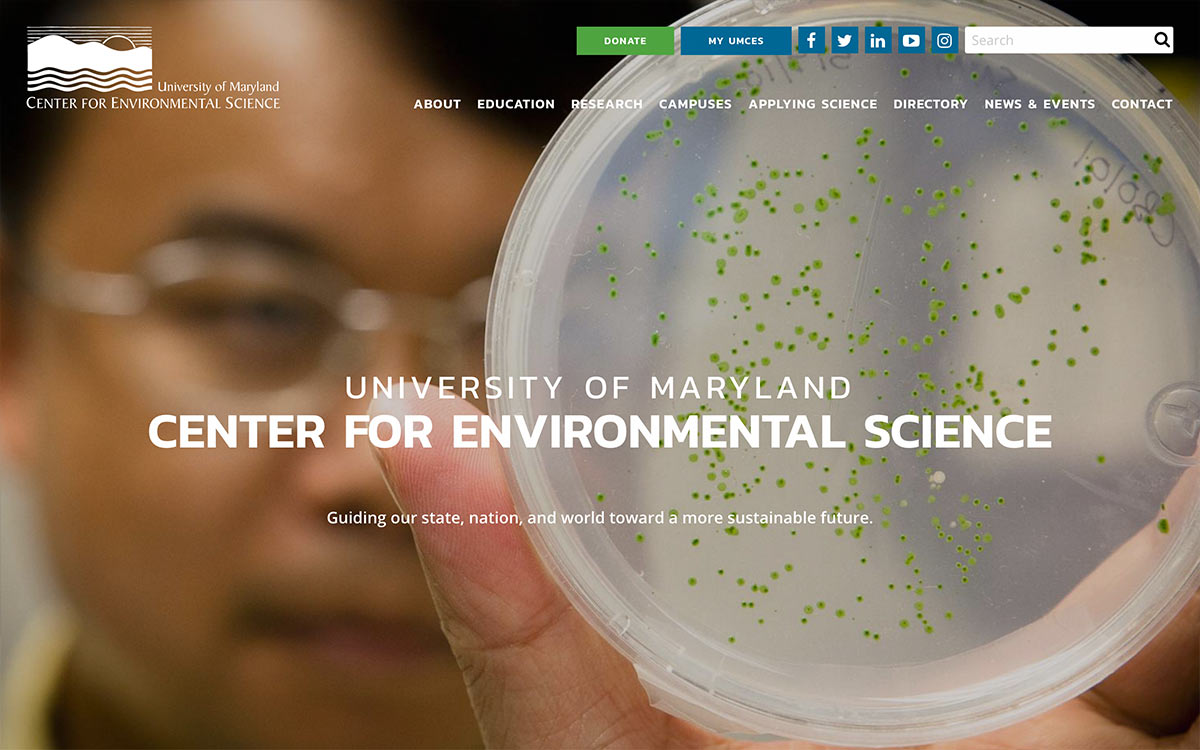 DONATE
MY UMCES
Search
University of Maryland
CENTER FOR ENVIRONMENTAL SCIENCE
ABOUT EDUCATION RESEARCH CAMPUSES APPLYING SCIENCE DIRECTORY NEWS & EVENTS CONTACT
UNIVERSITY OF MARYLAND
CENTER FOR ENVIRONMENTAL SCIENCE
Guiding our state, nation, and world toward a more sustainable future.